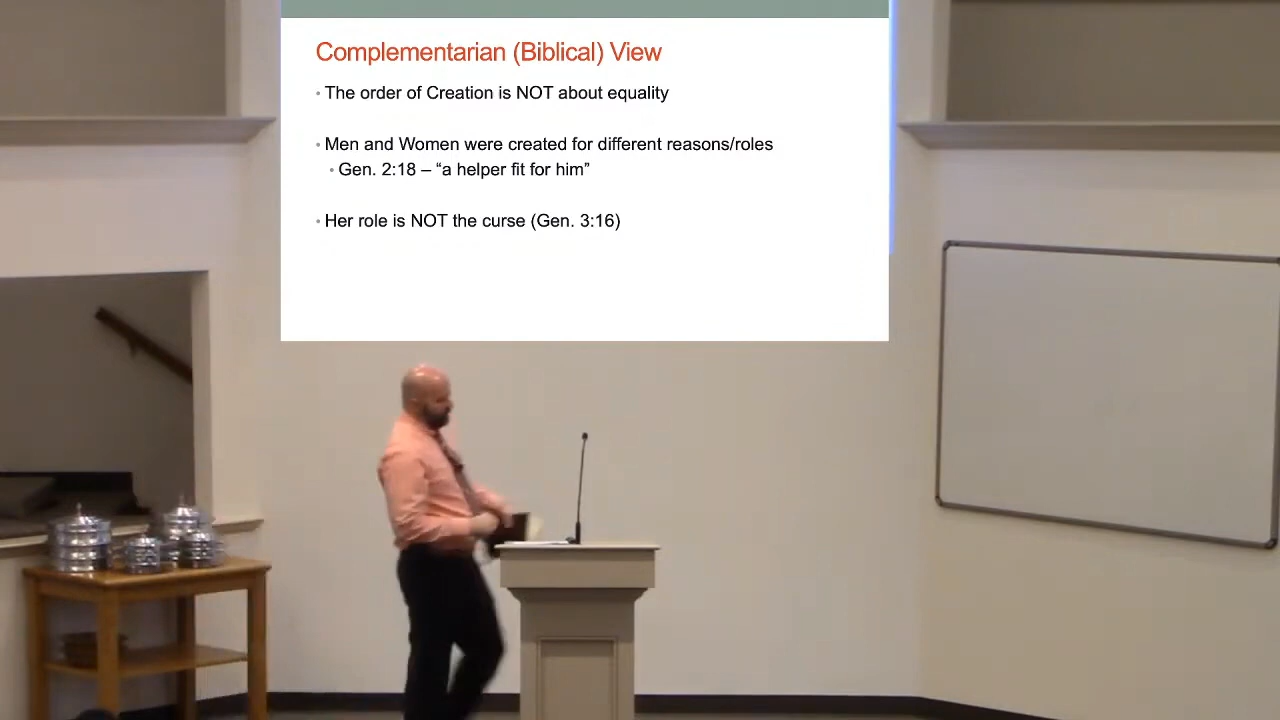 Complementarian (Biblical) View
• The order of Creation is NOT about equality
• Men and Women were created for different reasons/roles
• Gen. 2:18 – “a helper fit for him”
• Her role is NOT the curse (Gen. 3:16)